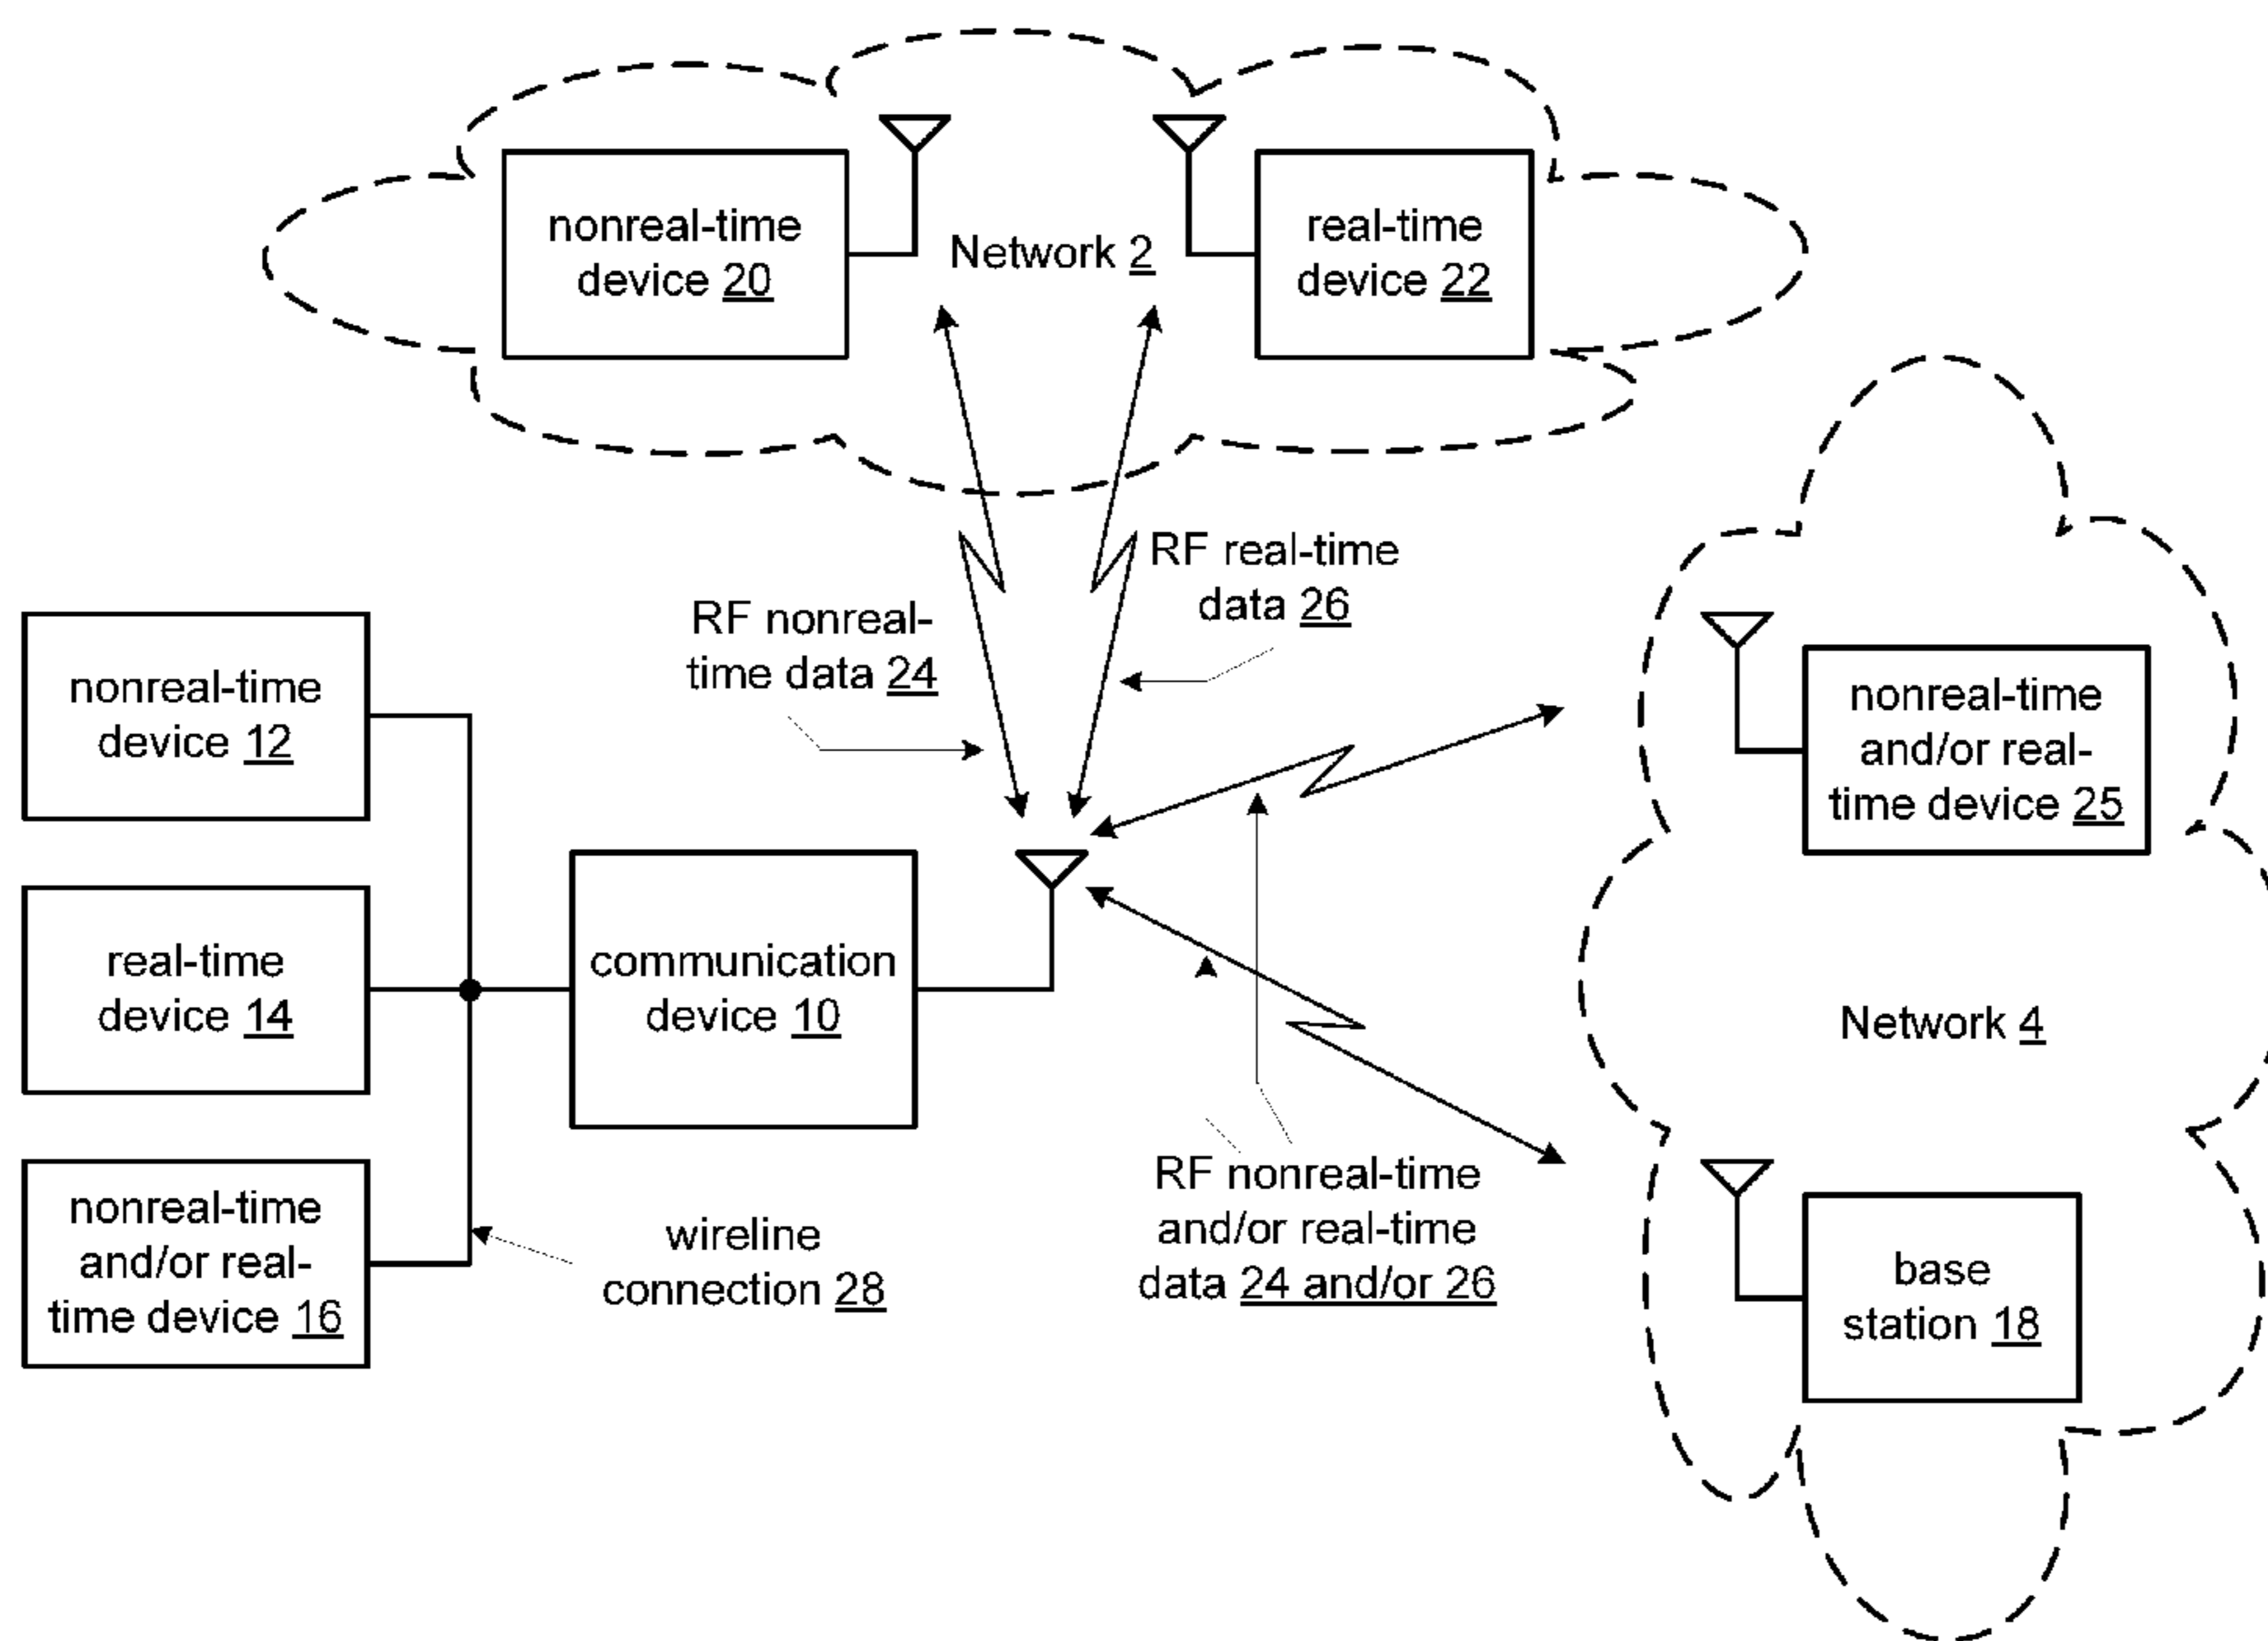 nonreal-time
device 20
Network 2
real-time
device 22
RF real-time
data 26
RF nonreal-
time data 24
nonreal-time
device 12
nonreal-time
and/or real-
time device 25
real-time
device 14
communication
device 10
Network 4
nonreal-time
and/or real-
time device 16
wireline
connection 28
RF nonreal-time
and/or real-time
data 24 and/or 26
base
station 18